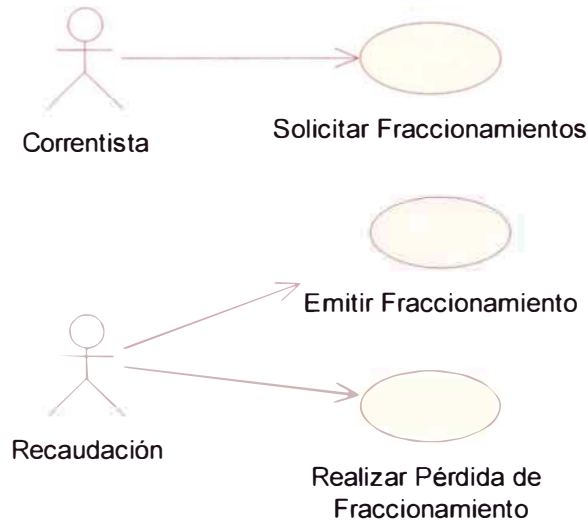 Correntista
Solicitar Fraccionamientos
Emitir Fraccionamiento
Recaudación
Realizar Pérdida de
Fraccionamiento